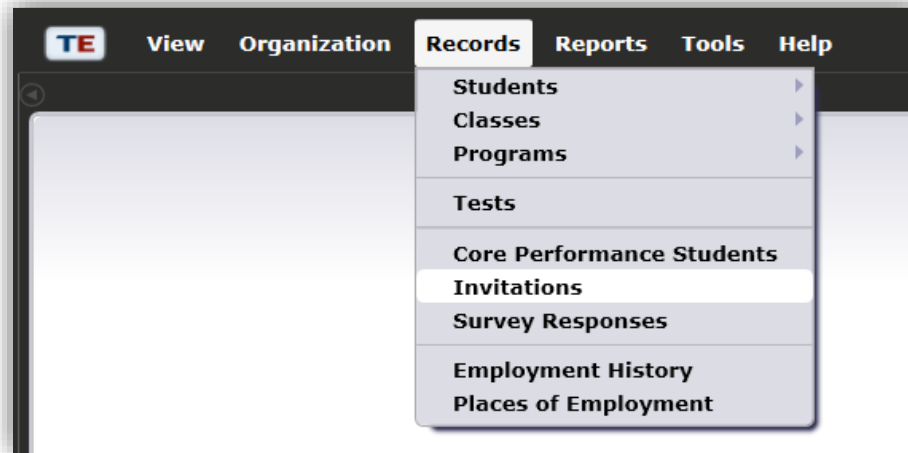 TE View Organization Records Reports Tools Help
Students
Classes
Programs
Tests
Core Performance Students
Invitations
Survey Responses
Employment History
Places of Employment